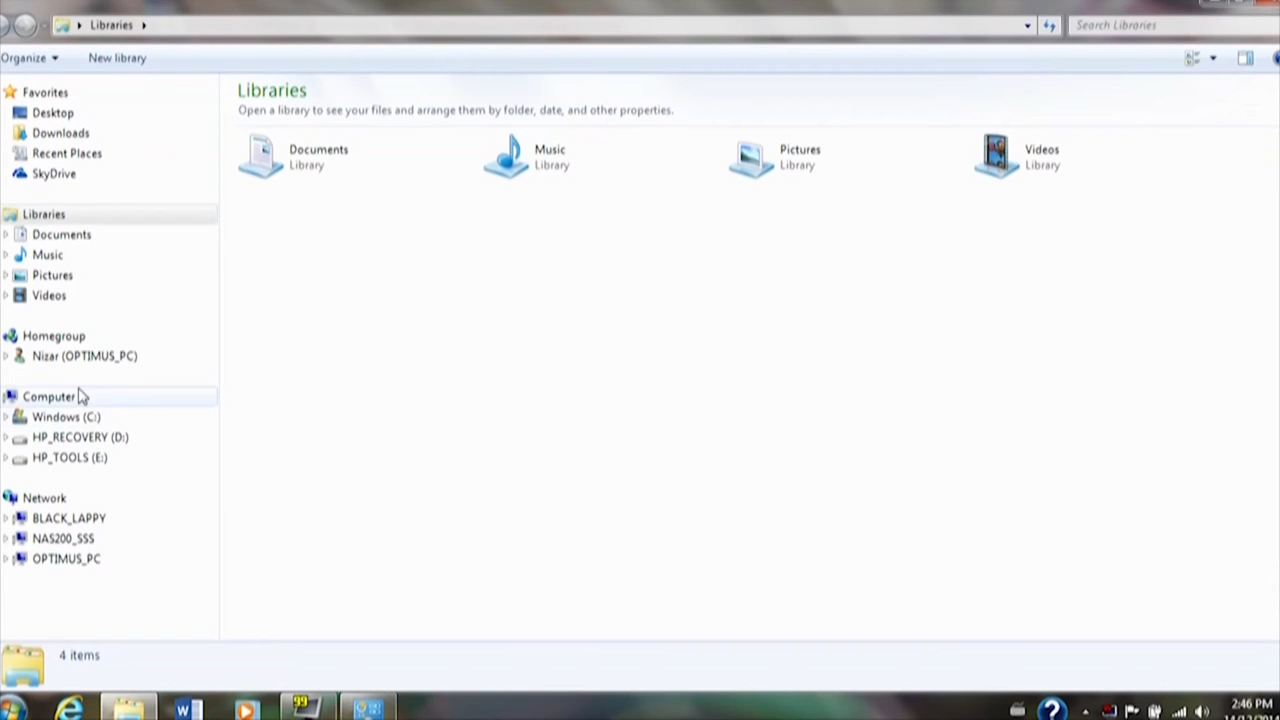 Libraries
Search Libraries
Organize
New library
Favorites
Desktop
Downloads
Recent Places
SkyDrive
Libraries
Documents
Music
Pictures
Videos
Homegroup
Nizar (OPTIMUS_PC)
Computer
Windows (C:)
HP_RECOVERY (D:)
HP_TOOLS (E:)
Network
BLACK_LAPPY
NAS200_SSS
OPTIMUS_PC
Libraries
Open a library to see your files and arrange them by folder, date, and other properties.
Documents
Library
Music
Library
Pictures
Library
Videos
Library
4 items
99
2:46 PM